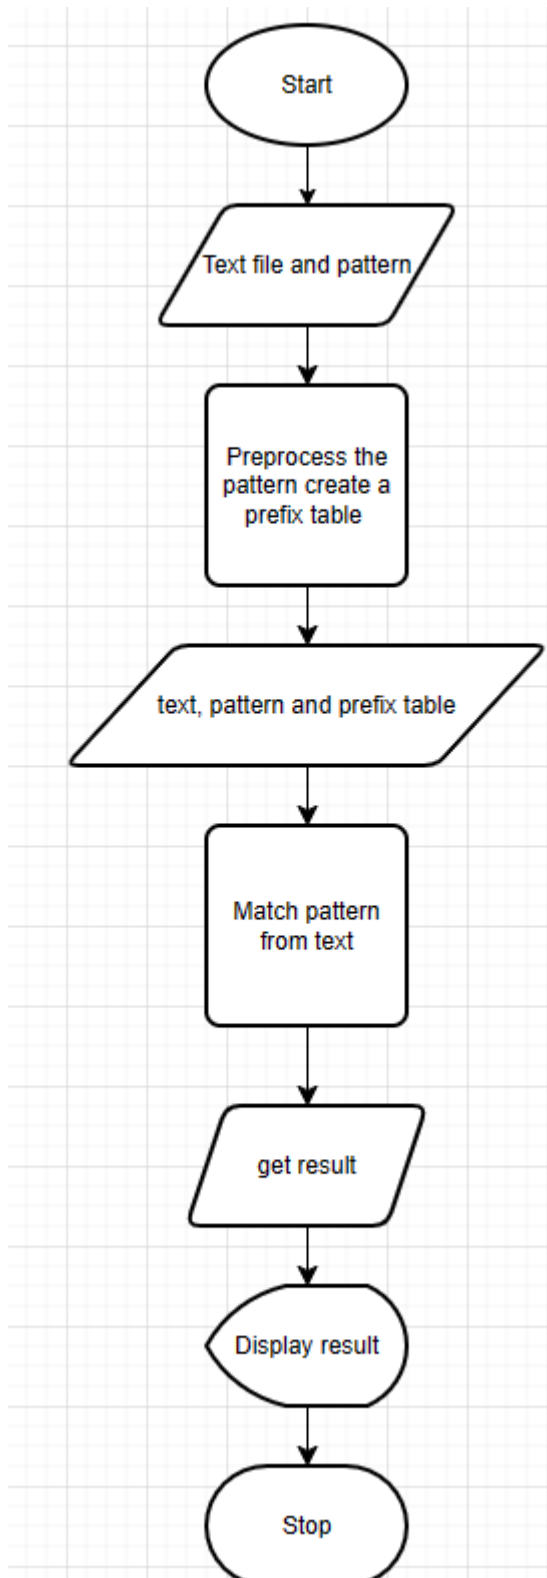 Start
Text file and pattern
Preprocess the
pattern create a
prefix table
text, pattern and prefix table
Match pattern
from text
get result
Display result
Stop